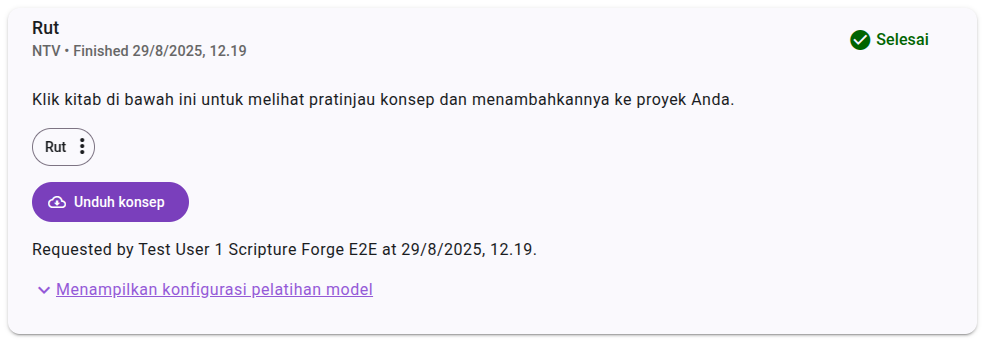 Rut
NTV • Finished 29/8/2025, 12.19
Selesai
Klik kitab di bawah ini untuk melihat pratinjau konsep dan menambahkannya ke proyek Anda.
Rut
Unduh konsep
Requested by Test User 1 Scripture Forge E2E at 29/8/2025, 12.19.
Menampilkan konfigurasi pelatihan model